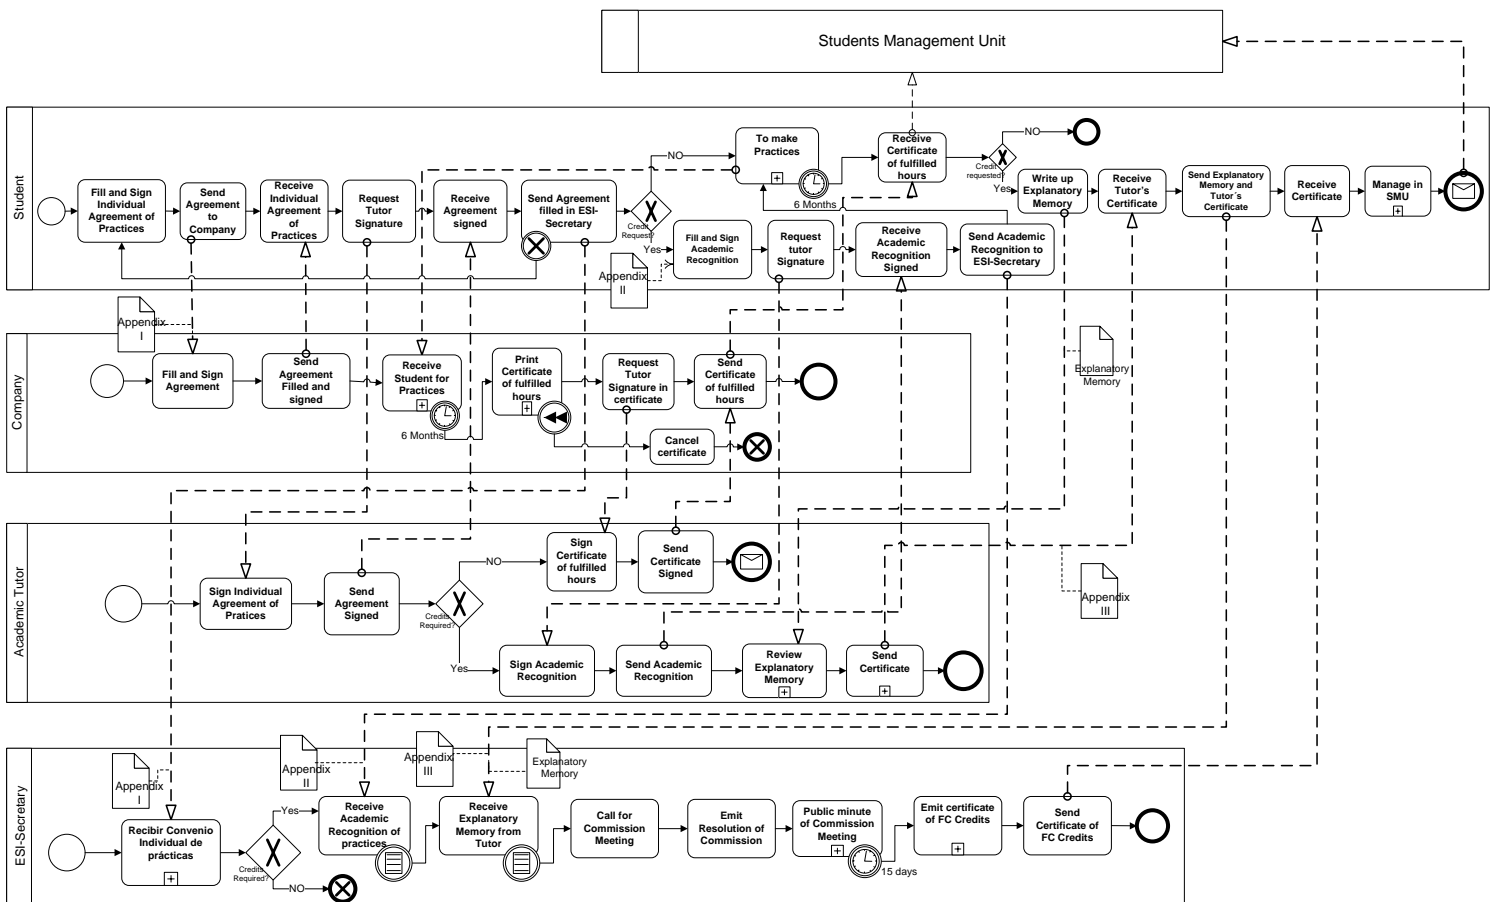 Students Management Unit
Student
Fill and Sign
Individual
Agreement of
Practices
Send
Agreement
to
Company
Receive
Individual
Agreement
of
Practices
Request
Tutor
Signature
Receive
Agreement
signed
Send Agreement
filled in ESI-
Secretary
Credit
Request?
NO
Yes
To make
Practices
6 Months
Receive
Certificate
of fulfilled
hours
Credit
requested?
NO
Yes
Write up
Explanatory
Memory
Receive
Tutor's
Certificate
Send Explanatory
Memory and
Tutor´s
Certificate
Receive
Certificate
Manage in
SMU
Appendix
II
Fill and Sign
Academic
Recognition
Request
tutor
Signature
Receive
Academic
Recognition
Signed
Send Academic
Recognition to
ESI-Secretary
Company
Appendix
I
Fill and Sign
Agreement
Send
Agreement
Filled and
signed
Receive
Student for
Practices
6 Months
Print
Certificate
of fulfilled
hours
Request
Tutor
Signature in
certificate
Send
Certificate
of fulfilled
hours
Cancel
certificate
Explanatory
Memory
Academic Tutor
Sign Individual
Agreement of
Pratices
Send
Agreement
Signed
Credits
Required?
NO
Yes
Sign
Certificate
of fulfilled
hours
Send
Certificate
Signed
Sign Academic
Recognition
Send Academic
Recognition
Review
Explanatory
Memory
Send
Certificate
Appendix
III
ESI-Secretary
Appendix
I
Recibir Convenio
Individual de
prácticas
Credits
Required?
Yes
NO
Appendix
II
Receive
Academic
Recognition of
practices
Appendix
III
Explanatory
Memory
Receive
Explanatory
Memory from
Tutor
Call for
Commission
Meeting
Emit
Resolution of
Commission
Public minute
of Commission
Meeting
15 days
Emit certificate
of FC Credits
Send
Certificate of
FC Credits